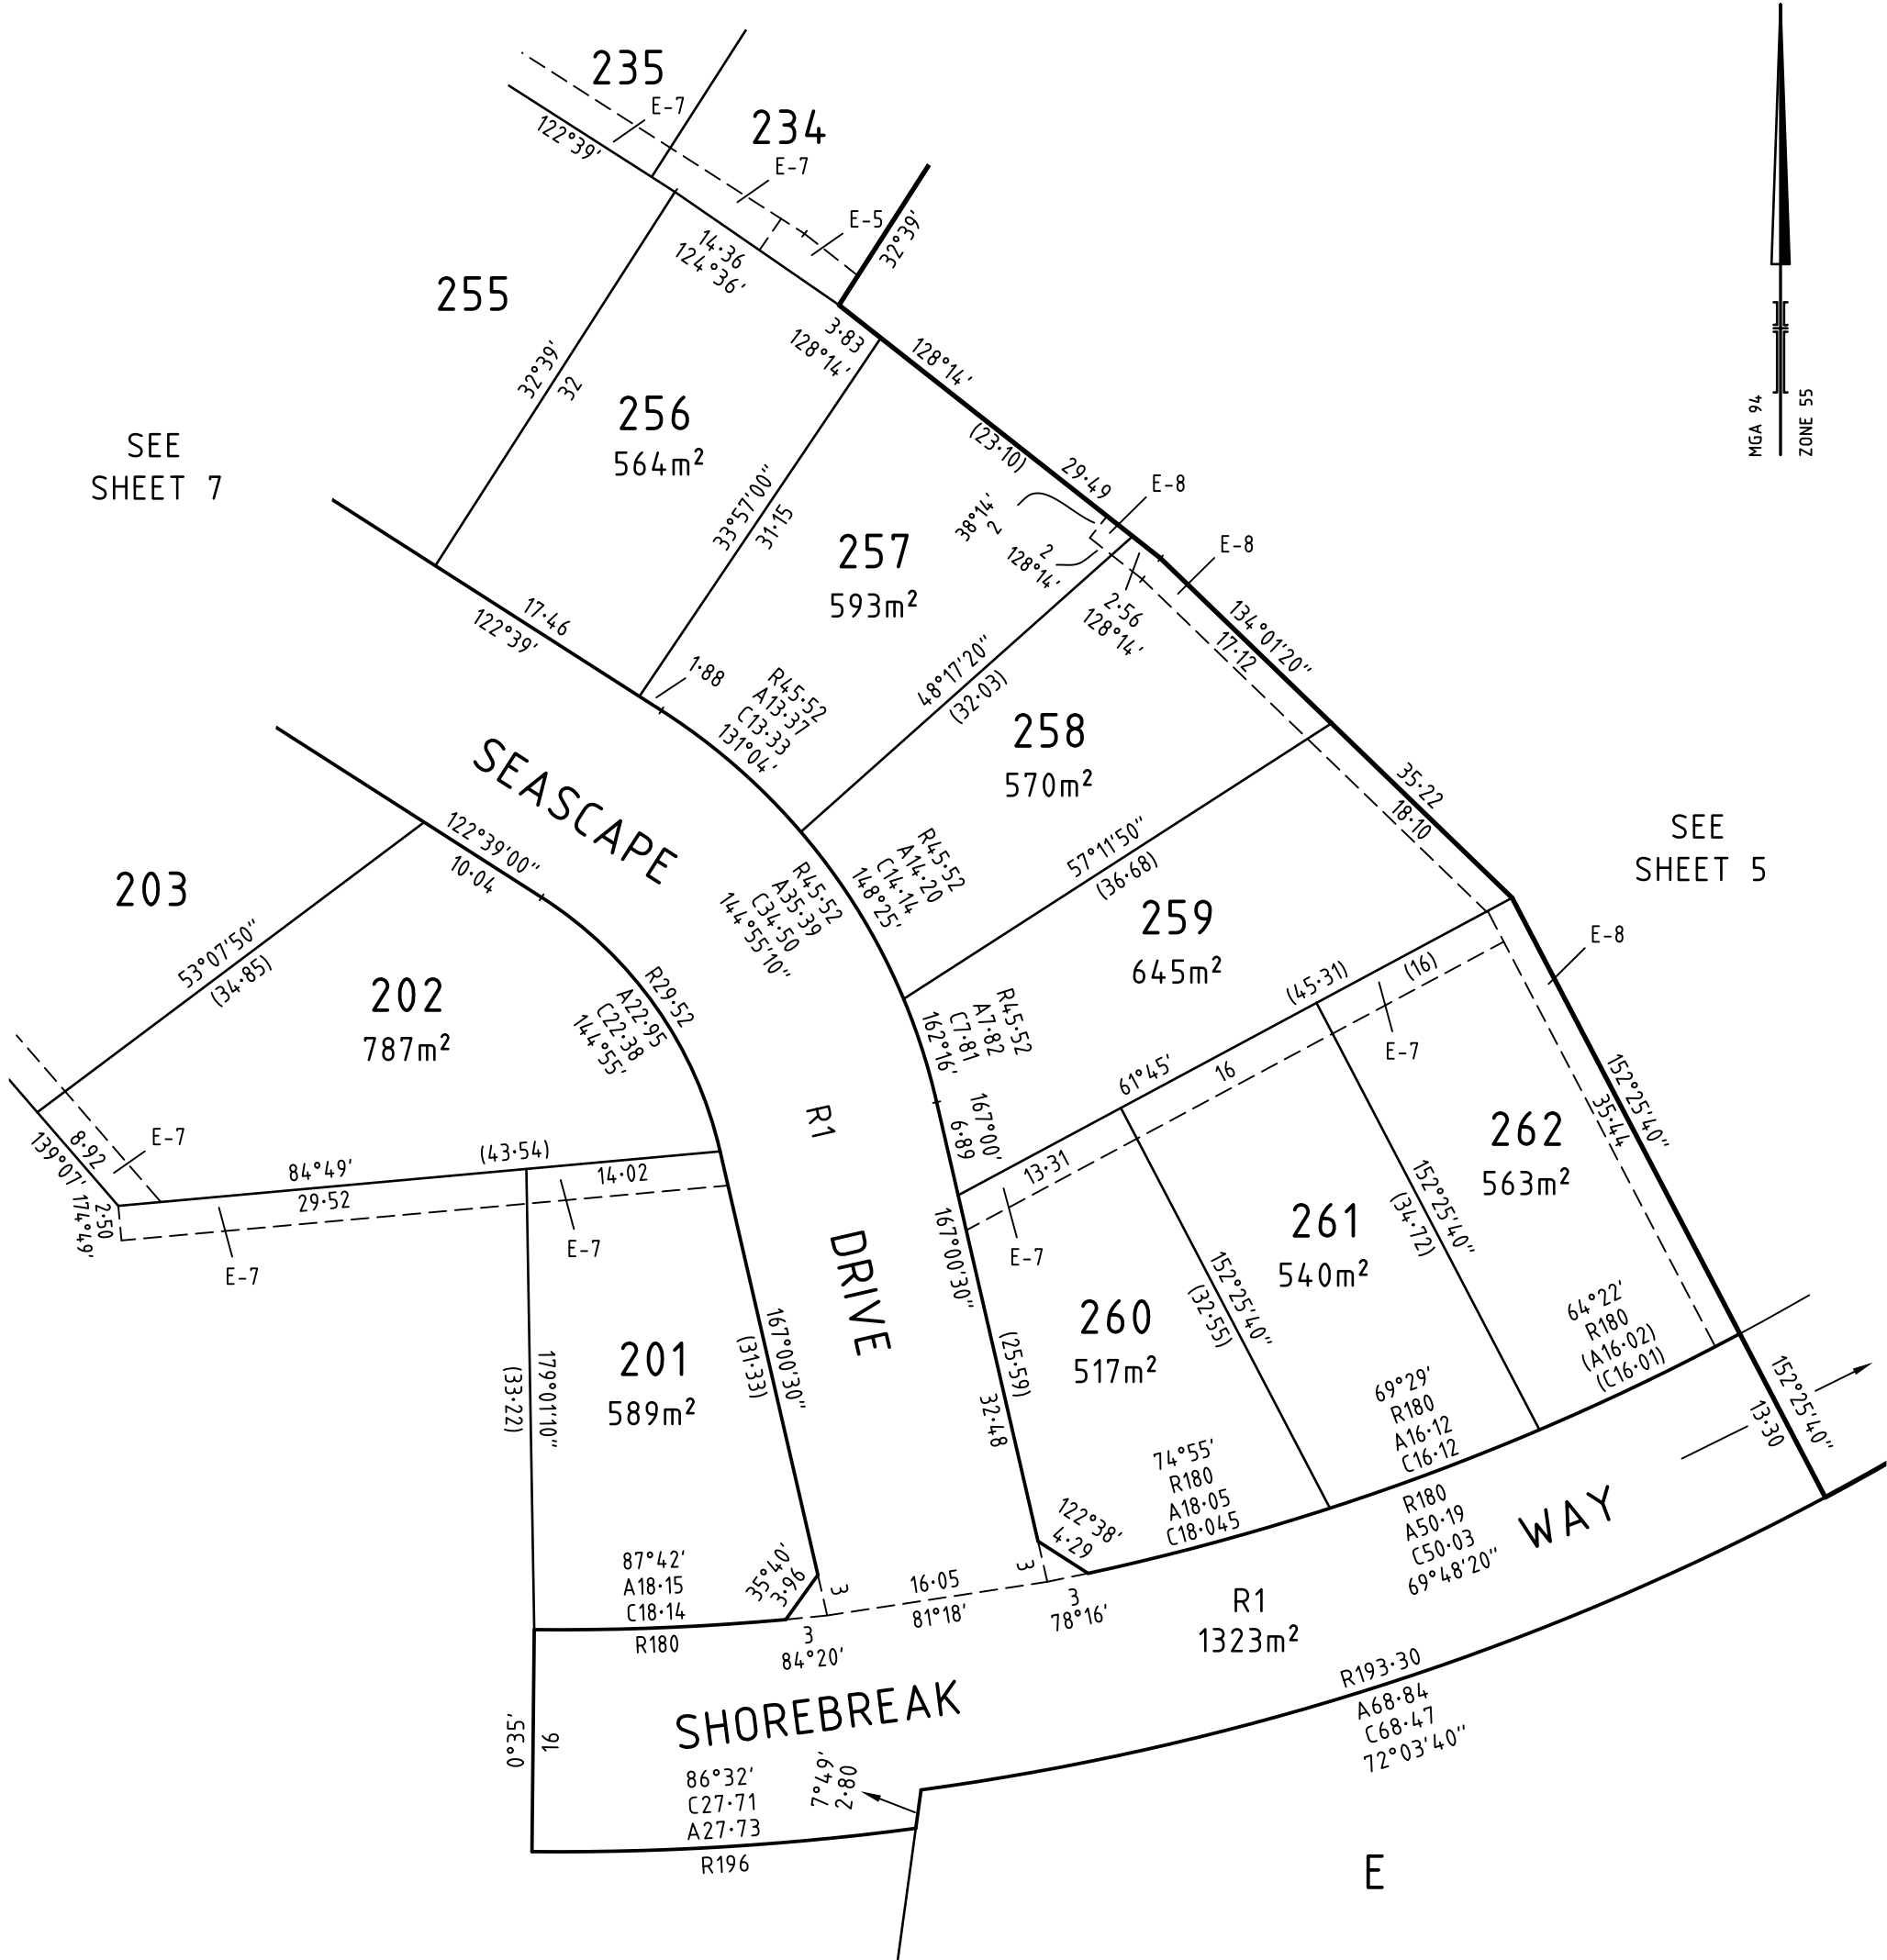 235
E-7
234
E-7
122°39'
E-5
32°39'
14·36
124°36'
255
3·83
128°14'
128°14'
MGA 94
ZONE 55
32°39'
32
256
564m²
SEE
SHEET 7
(23·10)
29·49
E-8
33°57'00"
31·15
38°14'
2
257
593m²
2
128°14'
E-8
2·56
128°14'
134°01'20"
17·12
17·46
122°39'
1·88
R45·52
A13·37
C13·33
131°04'
48°17'20"
(32·03)
258
570m²
SEASCAPE
35·22
18·10
SEE
SHEET 5
122°39'00"
10·04
203
R45·52
A14·20
C14·14
148°25'
57°11'50"
(36·68)
R45·52
A35·39
C34·50
144°55'10"
259
645m²
53°07'50"
(34·85)
202
787m²
R29·52
A22·95
C22·38
144°55'
(45·31)
(16)
E-8
R45·52
A7·82
C7·81
162°16'
E-7
61°45'
16
152°25'40"
35·44
R1
167°00'
6·89
262
563m²
8·92
139°07'
E-7
84°49'
(43·54)
29·52
14·02
13·31
174°49'
2·50
E-7
E-7
E-7
152°25'40"
(34·72)
261
540m²
167°00'30"
DRIVE
152°25'40"
(32·55)
260
517m²
167°00'30"
(31·33)
201
589m²
179°01'10"
(33·22)
(25·59)
32·48
64°22'
R180
(A16·02)
(C16·01)
69°29'
R180
A16·12
C16·12
152°25'40"
13·30
74°55'
R180
A18·05
C18·045
122°38'
4·29
R180
A50·19
C50·03
69°48'20"
WAY
87°42'
A18·15
C18·14
R180
35°40'
3·96
3
16·05
81°18'
3
3
84°20'
3
78°16'
R1
1323m²
SHOREBREAK
0°35'
16
R193·30
A68·84
C68·47
72°03'40"
86°32'
C27·71
A27·73
R196
7°49'
2·80
E